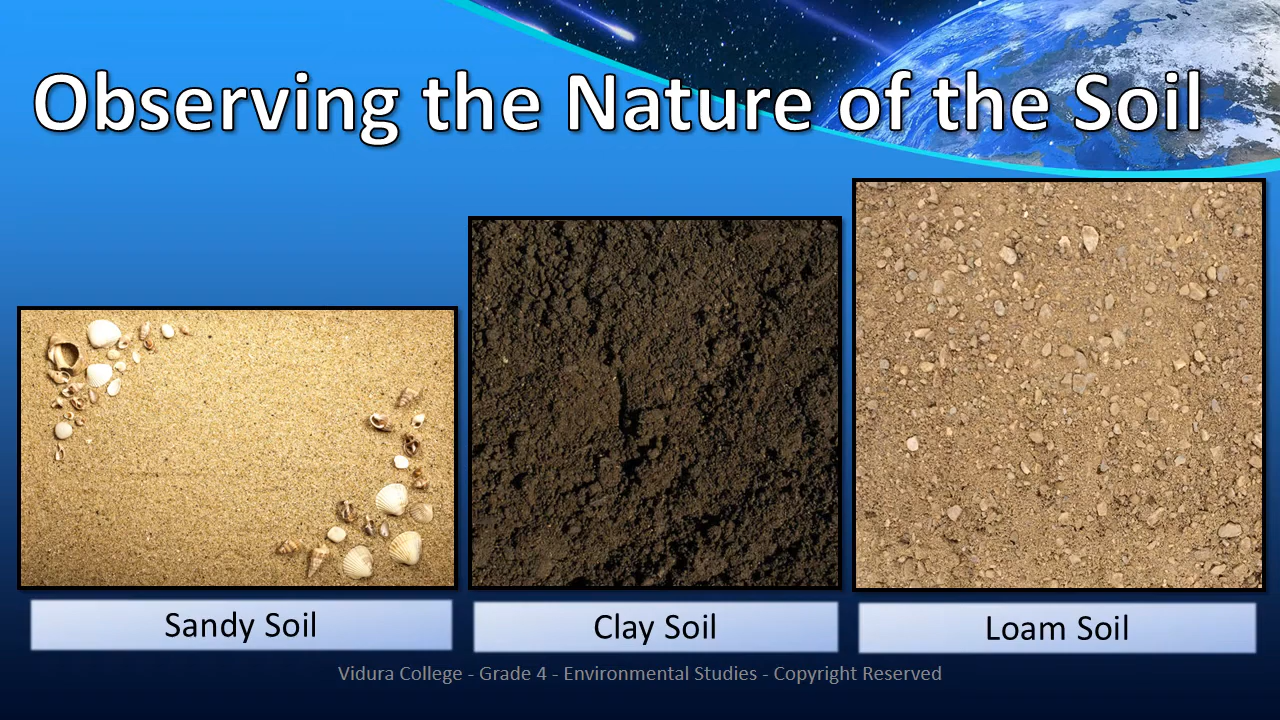 Observing the Nature of the Soil
Sandy Soil
Clay Soil
Loam Soil
Vidura College - Grade 4 - Environmental Studies - Copyright Reserved